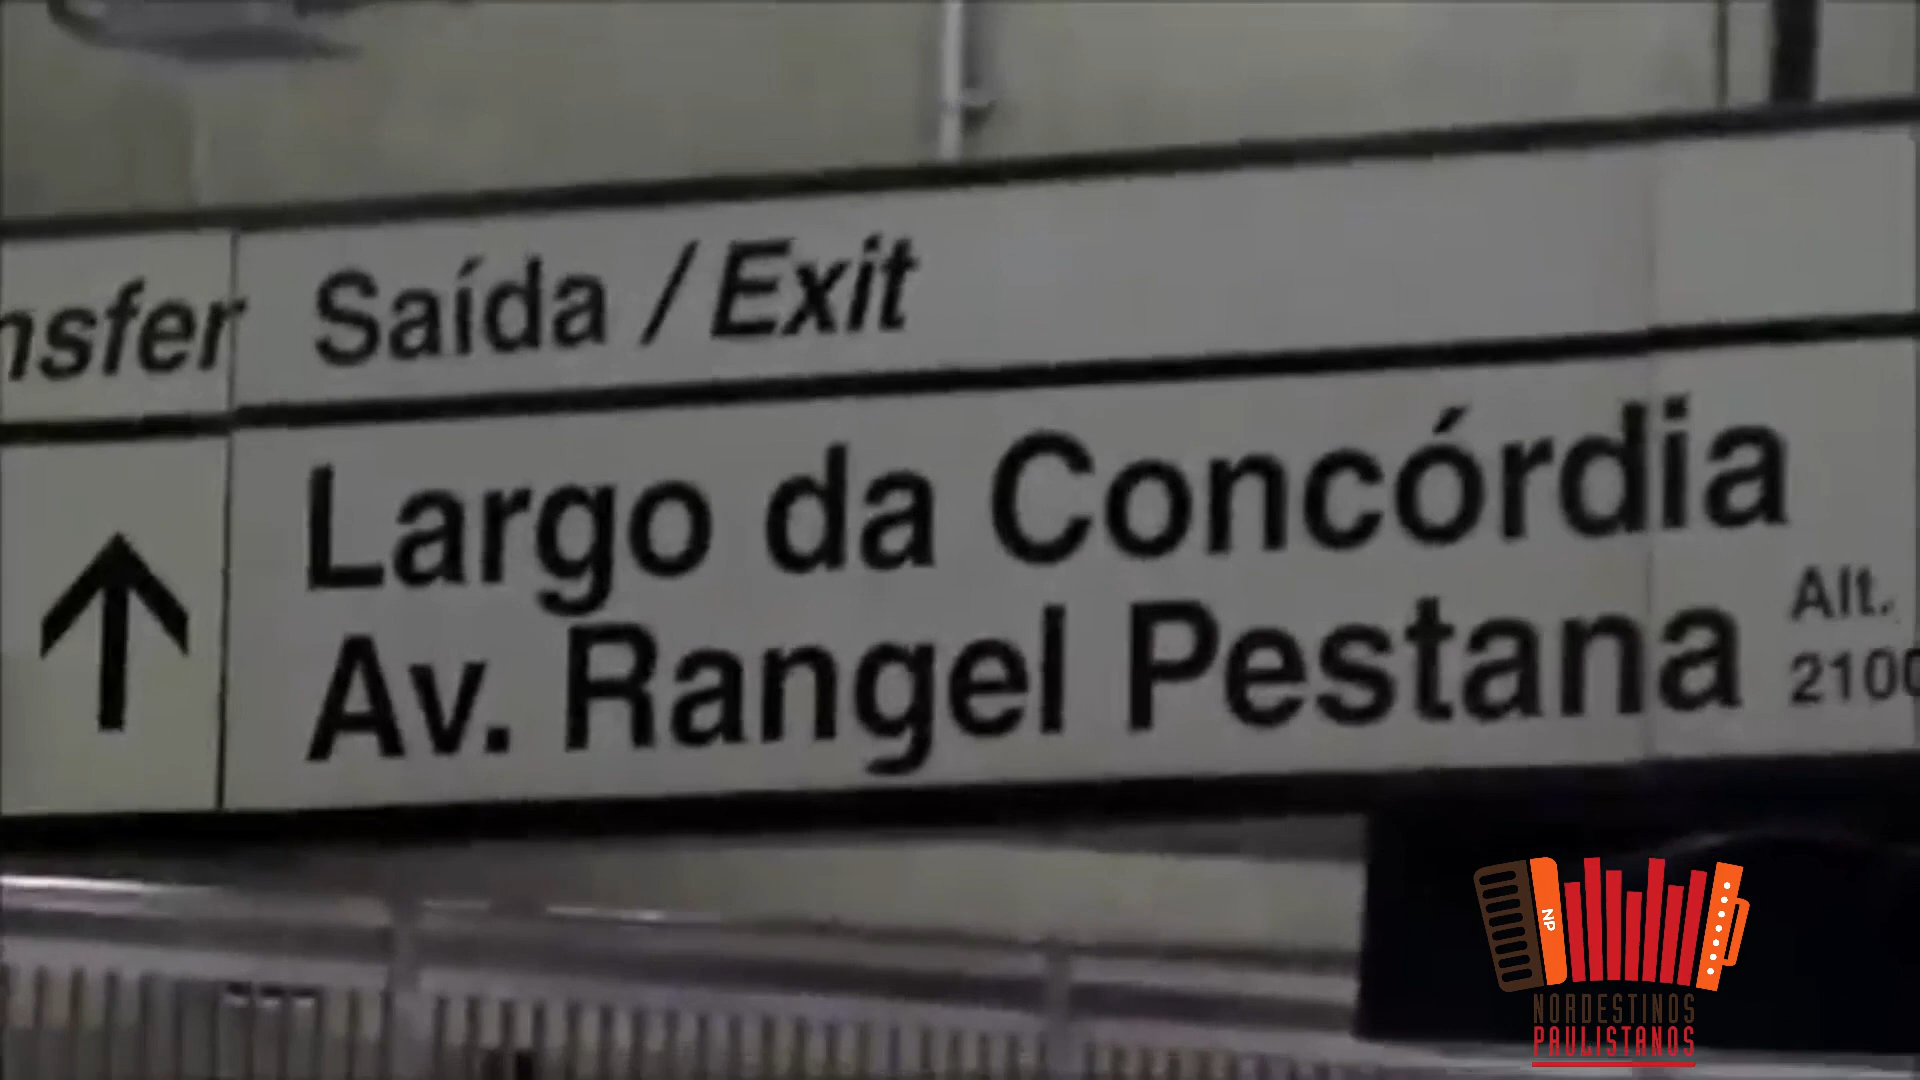 nsfer
Saída / Exit
Largo da Concórdia
Av. Rangel Pestana
Alt.
2100
NP
NORDESTINOS
PAULISTANOS